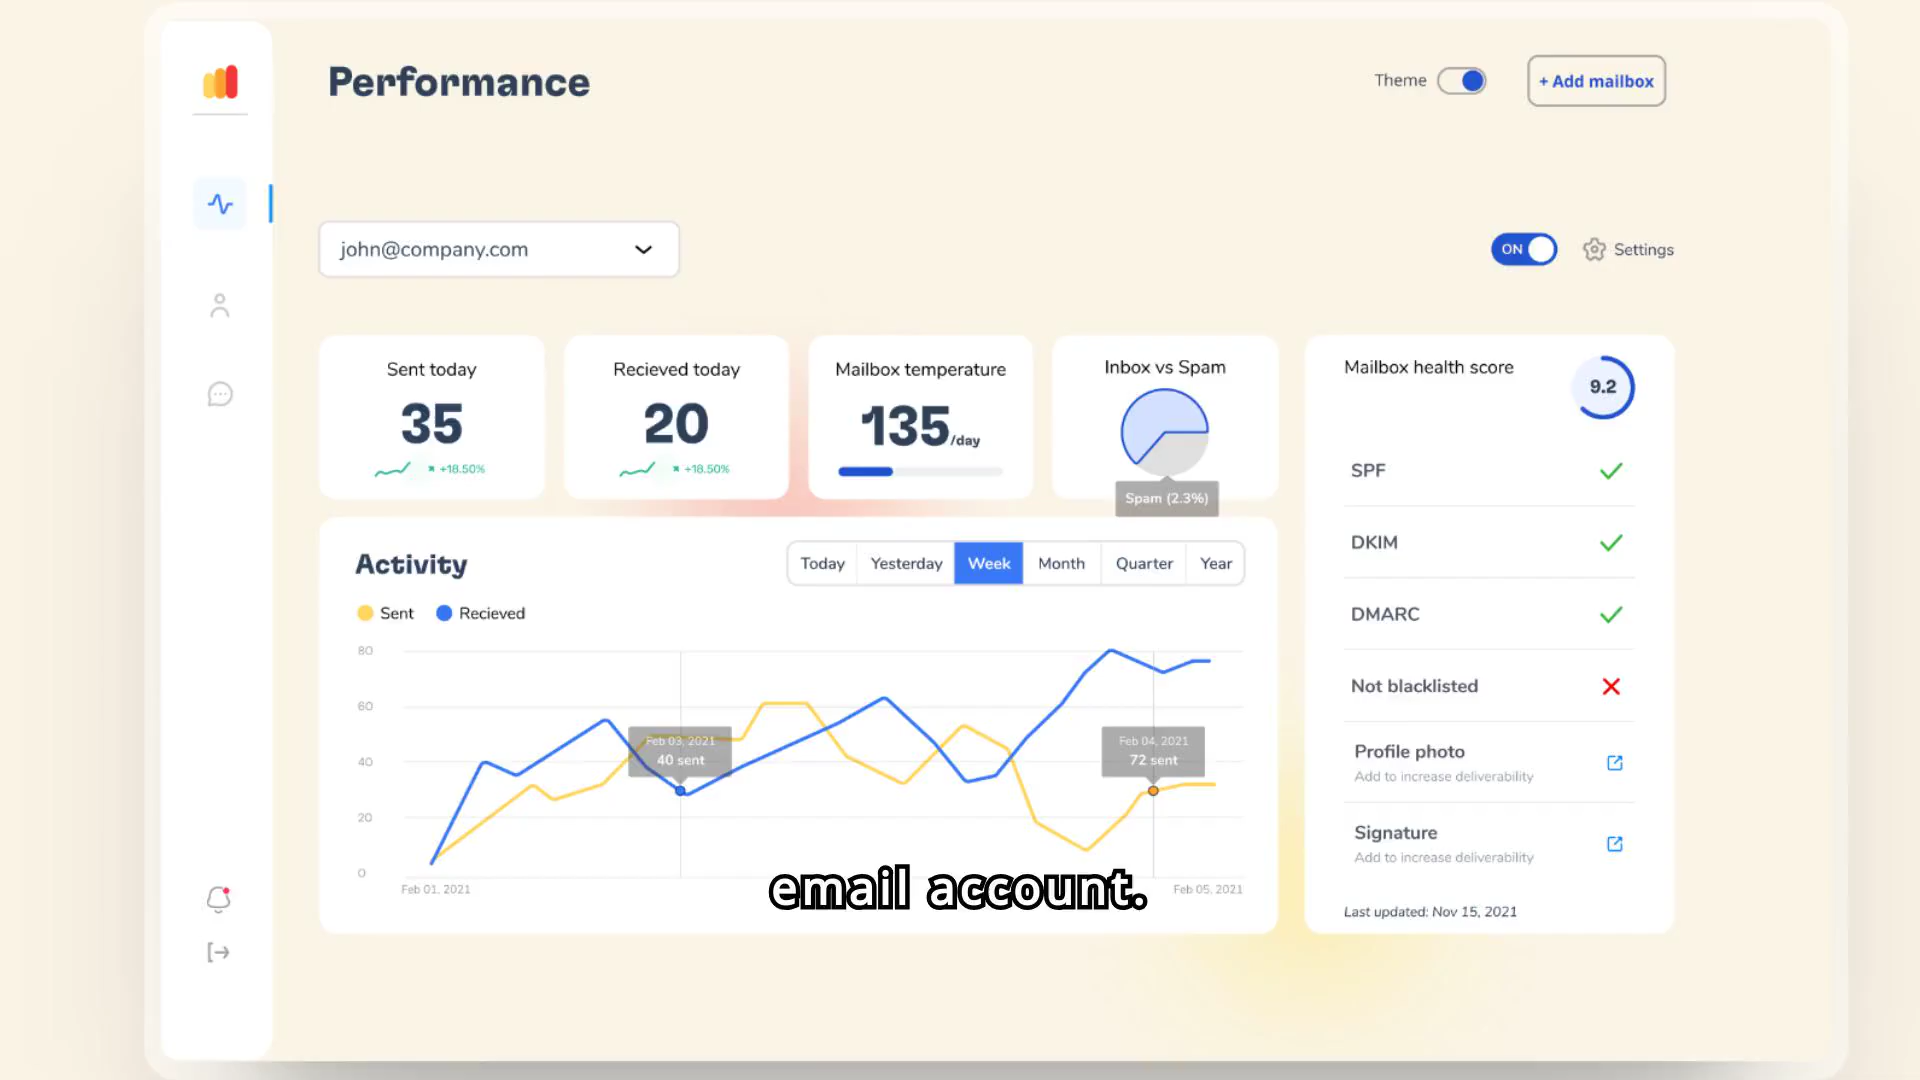 Performance
Theme
+ Add mailbox
john@company.com
ON
Settings
Sent today
35
+18.50%
Recieved today
20
+18.50%
Mailbox temperature
135/day
Inbox vs Spam
Spam (2.3%)
Mailbox health score
9.2
SPF
DKIM
DMARC
Not blacklisted
Profile photo
Add to increase deliverability
Signature
Add to increase deliverability
Last updated: Nov 15, 2021
Activity
Today Yesterday Week Month Quarter Year
Sent Recieved
80
60
40
20
0
Feb 03, 2021
40 sent
Feb 04, 2021
72 sent
Feb 01, 2021
Feb 05, 2021
email account.